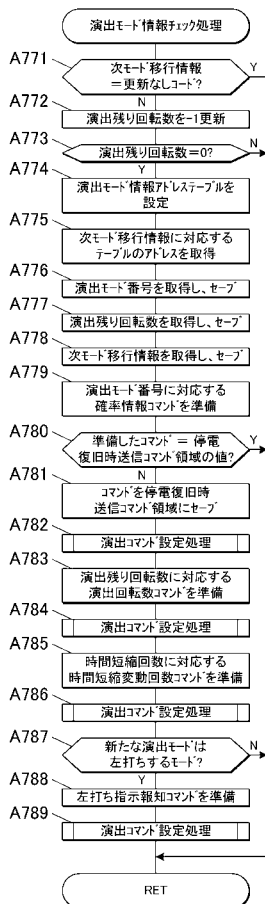 演出モード情報チェック処理
A771
次モード移行情報
＝更新なしコード?
Y
N
A772
演出残り回転数を-1更新
A773
演出残り回転数＝0?
N
Y
A774
演出モード情報アドレステーブルを
設定
A775
次モード移行情報に対応する
テーブルのアドレスを取得
A776
演出モード番号を取得し、セーブ
A777
演出残り回転数を取得し、セーブ
A778
次モード移行情報を取得し、セーブ
A779
演出モード番号に対応する
確率情報コマンドを準備
A780
準備したコマンド ＝ 停電
復旧時送信コマンド領域の値?
Y
N
A781
コマンドを停電復旧時
送信コマンド領域にセーブ
A782
演出コマンド設定処理
A783
演出残り回転数に対応する
演出回転数コマンドを準備
A784
演出コマンド設定処理
A785
時間短縮回数に対応する
時間短縮変動回数コマンドを準備
A786
演出コマンド設定処理
A787
新たな演出モードは
左打ちするモード?
N
Y
A788
左打ち指示報知コマンドを準備
A789
演出コマンド設定処理
RET